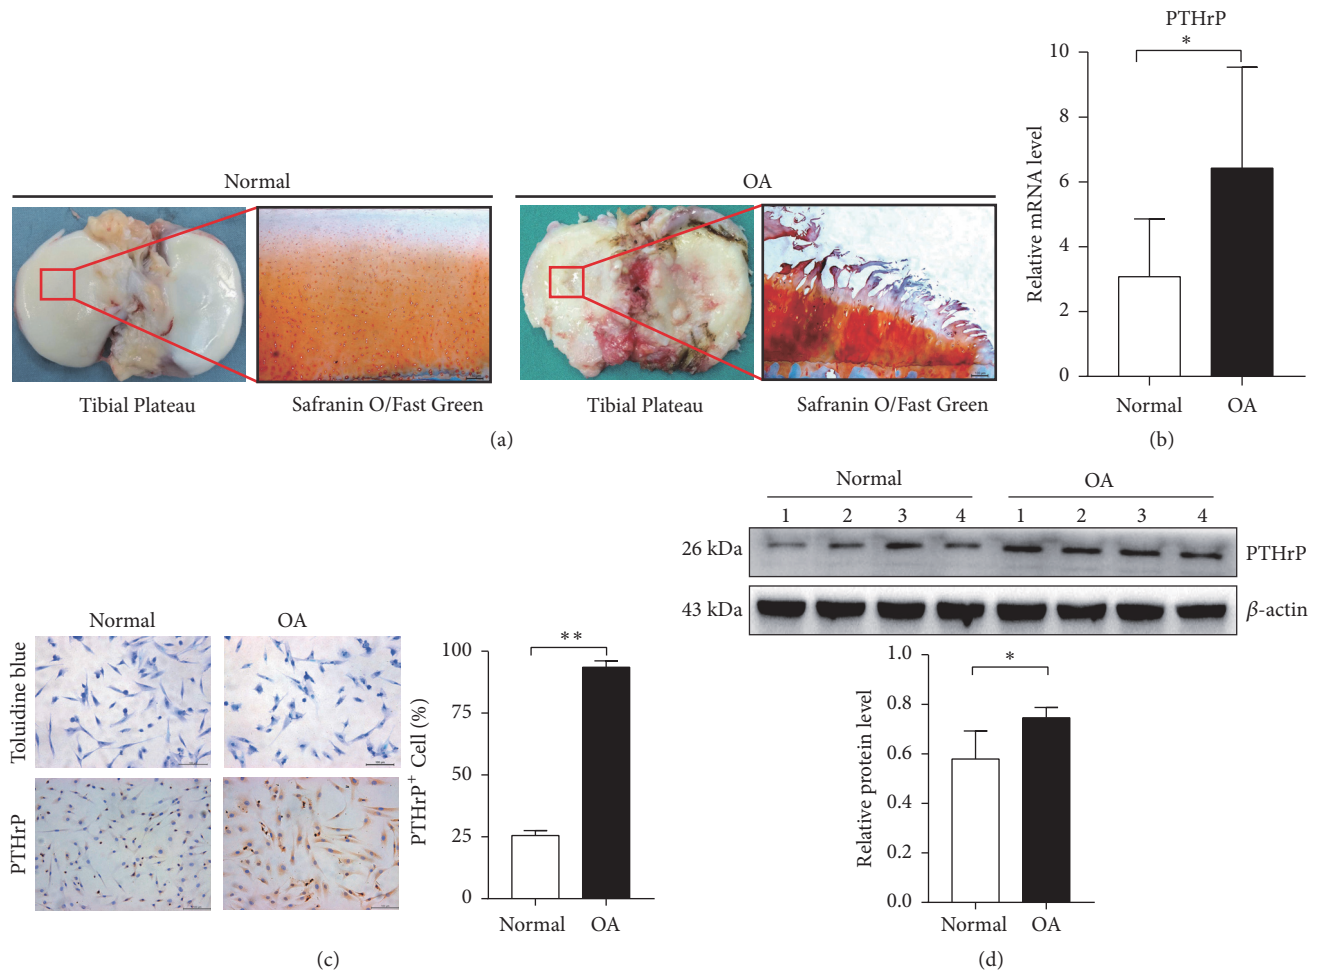 PTHrP
*
10
8
6
4
2
0
Relative mRNA level
Normal OA
(b)
Normal OA
Tibial Plateau Safranin O/Fast Green Tibial Plateau Safranin O/Fast Green
(a)
Normal OA
1 2 3 4 1 2 3 4
26 kDa PTHrP
43 kDa β-actin
Normal OA
Toluidine blue
PTHrP
**
100
75
50
25
0
PTHrP+ Cell (%)
Normal OA
(c)
*
1.0
0.8
0.6
0.4
0.2
0.0
Relative protein level
Normal OA
(d)